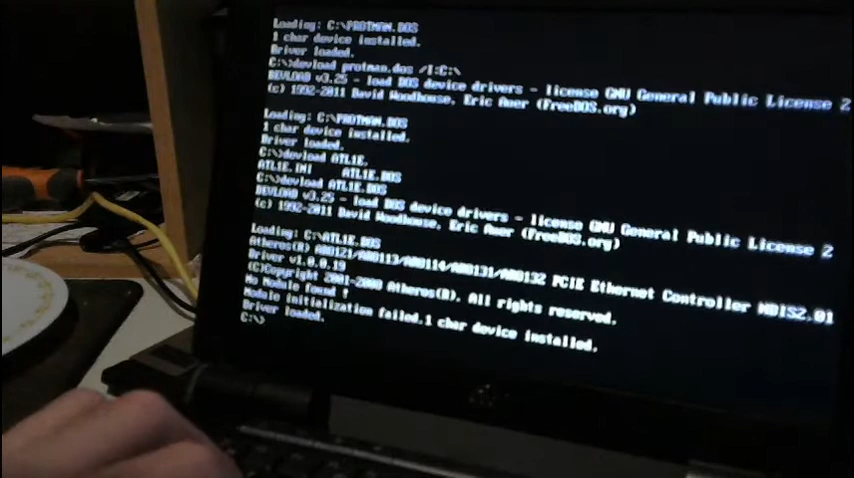 Loading: C:\PROTMAN.DOS
1 char device installed.
Driver loaded.
C:\>devload protman.dos /I:C:\
DEVLOAD v3.25 - load DOS device drivers - license GNU General Public License 2
(c) 1992-2011 David Woodhouse, Eric Auer (FreeDOS.org)
Loading: C:\PROTMAN.DOS
1 char device installed.
Driver loaded.
C:\>devload ATL1E.
ATL1E.INI ATL1E.DOS
C:\>devload ATL1E.DOS
DEVLOAD v3.25 - load DOS device drivers - license GNU General Public License 2
(c) 1992-2011 David Woodhouse, Eric Auer (FreeDOS.org)
Loading: C:\ATL1E.DOS
Atheros(R) AR8121/AR8113/AR8114/AR8131/AR8132 PCIE Ethernet Controller NDIS2.01
Driver v1.0.0.19
(C)Copyright 2001-2008 Atheros(R). All rights reserved.
No Module found !
Module initialization failed.1 char device installed.
Driver loaded.
C:\>